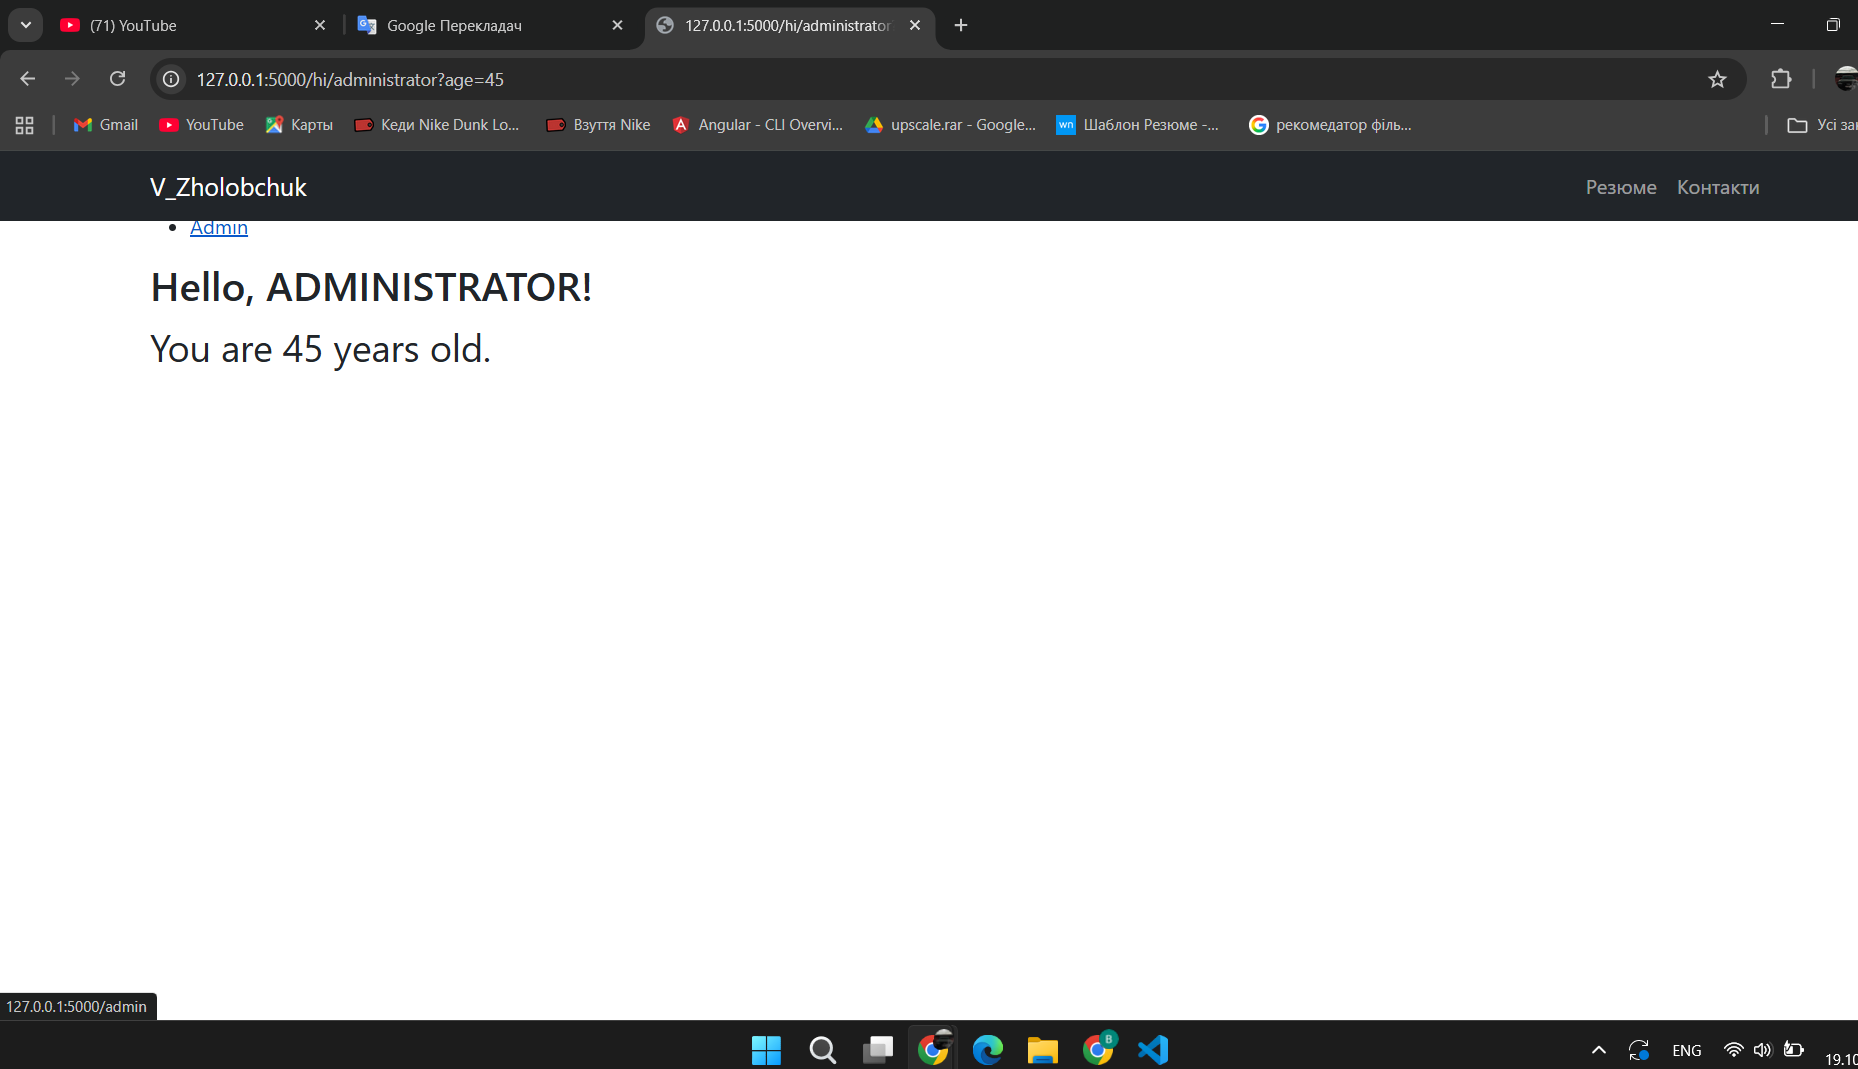 (71) YouTube
Google Перекладач
127.0.0.1:5000/hi/administrator
127.0.0.1:5000/hi/administrator?age=45
Gmail
YouTube
Карты
Кеди Nike Dunk Lo...
Взуття Nike
Angular - CLI Overvi...
upscale.rar - Google...
wn
Шаблон Резюме -...
рекомедатор філь...
Усі
V_Zholobchuk
Резюме
Контакти
Admin
Hello, ADMINISTRATOR!
You are 45 years old.
127.0.0.1:5000/admin
B
ENG
19.10